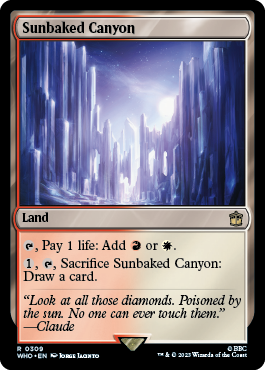 Sunbaked Canyon
Land
, Pay 1 life: Add or .
1, , Sacrifice Sunbaked Canyon:
Draw a card.
"Look at all those diamonds. Poisoned by
the sun. No one can ever touch them."
—Claude
R 0309
WHO • EN Jorge Jacinto
© BBC
™ & © 2023 Wizards of the Coast